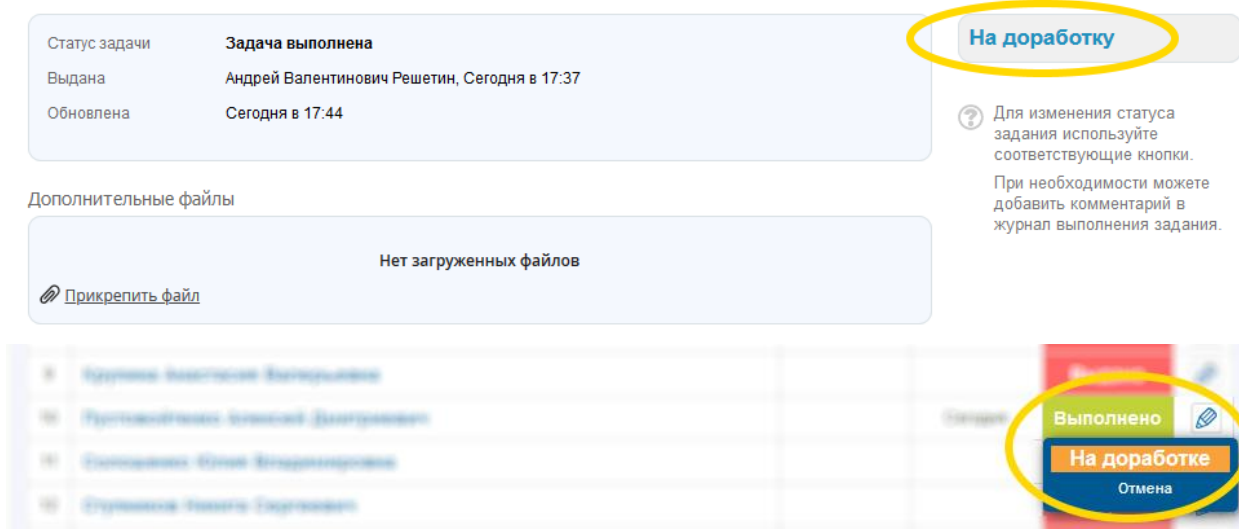 Статус задачи Задача выполнена
Выдана Андрей Валентинович Решетин, Сегодня в 17:37
Обновлена Сегодня в 17:44
На доработку
Для изменения статуса
задания используйте
соответствующие кнопки.
При необходимости можете
добавить комментарий в
журнал выполнения задания.
Дополнительные файлы
Нет загруженных файлов
Прикрепить файл
Выполнено
На доработке
Отмена